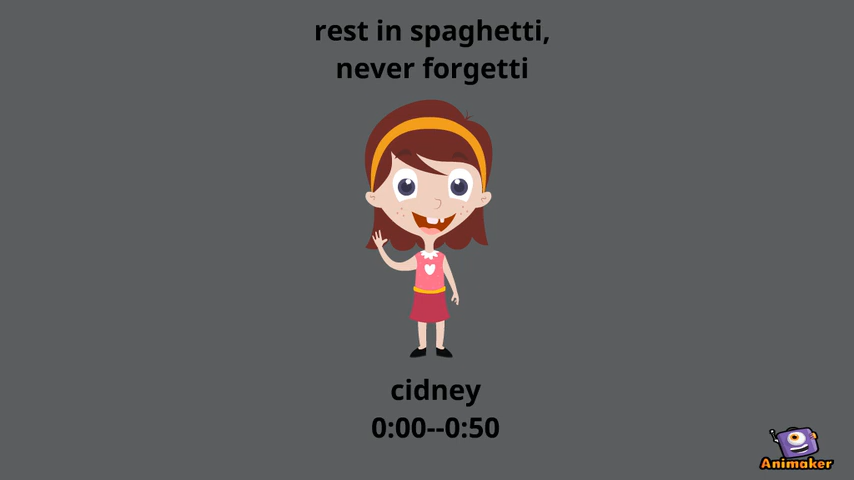 rest in spaghetti,
never forgetti
cidney
0:00--0:50
Animaker